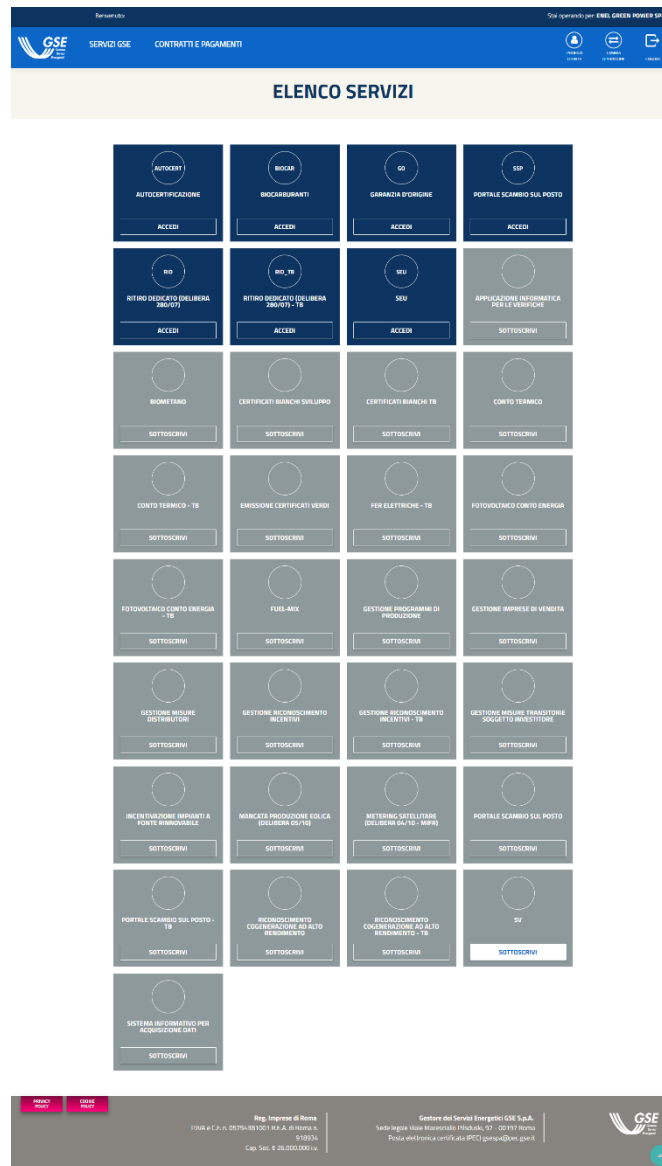 Benvenuto:
Stai operando per: ENEL GREEN POWER SP
GSE
SERVIZI GSE
CONTRATTI E PAGAMENTI
ELENCO SERVIZI
AUTOCERT
AUTOCERTIFICAZIONE
ACCEDI
BIOCAR
BIOCARBURANTI
ACCEDI
GO
GARANZIA D'ORIGINE
ACCEDI
SSP
PORTALE SCAMBIO SUL POSTO
ACCEDI
RID
RITIRO DEDICATO (DELIBERA
280/07)
ACCEDI
RID_TB
RITIRO DEDICATO (DELIBERA
280/07) - TB
ACCEDI
SEU
SEU
ACCEDI
APPLICAZIONE INFORMATICA
PER LE VERIFICHE
SOTTOSCRIVI
BIOMETANO
SOTTOSCRIVI
CERTIFICATI BIANCHI SVILUPPO
SOTTOSCRIVI
CERTIFICATI BIANCHI TB
SOTTOSCRIVI
CONTO TERMICO
SOTTOSCRIVI
CONTO TERMICO - TB
SOTTOSCRIVI
EMISSIONE CERTIFICATI VERDI
SOTTOSCRIVI
FER ELETTRICHE - TB
SOTTOSCRIVI
FOTOVOLTAICO CONTO ENERGIA
SOTTOSCRIVI
FOTOVOLTAICO CONTO ENERGIA
- TB
SOTTOSCRIVI
FUEL-MIX
SOTTOSCRIVI
GESTIONE PROGRAMMI DI
PRODUZIONE
SOTTOSCRIVI
GESTIONE IMPRESE DI VENDITA
SOTTOSCRIVI
GESTIONE MISURE
DISTRIBUTORI
SOTTOSCRIVI
GESTIONE RICONOSCIMENTO
INCENTIVI
SOTTOSCRIVI
GESTIONE RICONOSCIMENTO
INCENTIVI - TB
SOTTOSCRIVI
GESTIONE MISURE TRANSITORIE
SOGGETTO INVESTITORE
SOTTOSCRIVI
INCENTIVAZIONE IMPIANTI A
FONTE RINNOVABILE
SOTTOSCRIVI
MANCATA PRODUZIONE EOLICA
(DELIBERA 05/10)
SOTTOSCRIVI
METERING SATELLITARE
(DELIBERA 04/10 - MIFR)
SOTTOSCRIVI
PORTALE SCAMBIO SUL POSTO
SOTTOSCRIVI
PORTALE SCAMBIO SUL POSTO -
TB
SOTTOSCRIVI
RICONOSCIMENTO
COGENERAZIONE AD ALTO
RENDIMENTO
SOTTOSCRIVI
RICONOSCIMENTO
COGENERAZIONE AD ALTO
RENDIMENTO - TB
SOTTOSCRIVI
SV
SOTTOSCRIVI
SISTEMA INFORMATIVO PER
ACQUISIZIONE DATI
SOTTOSCRIVI
PRIVACY
POLICY
COOKIE
POLICY
Reg. Imprese di Roma
P.IVA e C.F. n. 05754381001 R.E.A. di Roma n.
918934
Cap. Soc. € 26.000.000 i.v.
Gestore dei Servizi Energetici GSE S.p.A.
Sede legale Viale Maresciallo Pilsudski, 92 - 00197 Roma
Posta elettronica certificata (PEC) gsespa@pec.gse.it
GSE